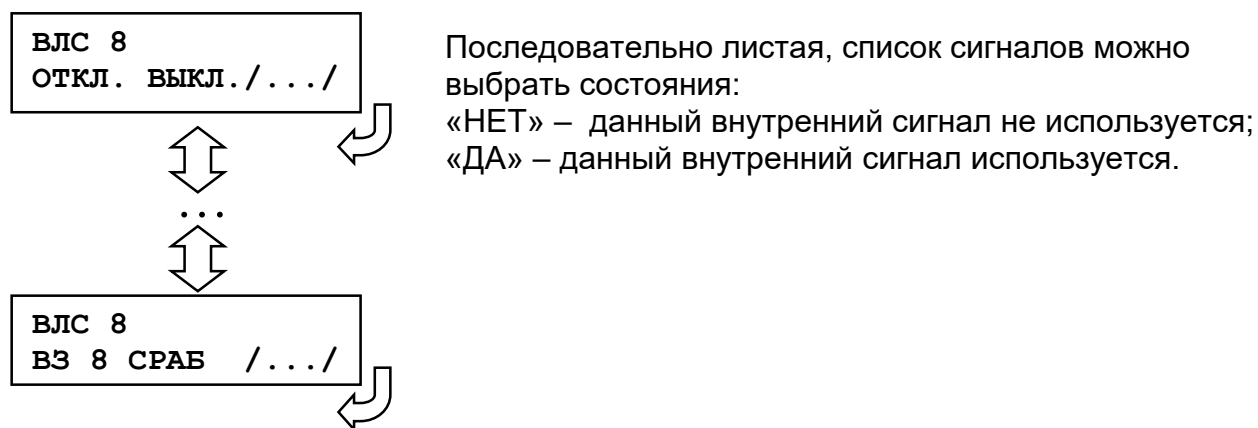 ВЛС 8
ОТКЛ. ВЫКЛ./.../
Последовательно листая, список сигналов можно
выбрать состояния:
«НЕТ» – данный внутренний сигнал не используется;
«ДА» – данный внутренний сигнал используется.
...
ВЛС 8
ВЗ 8 СРАБ /.../